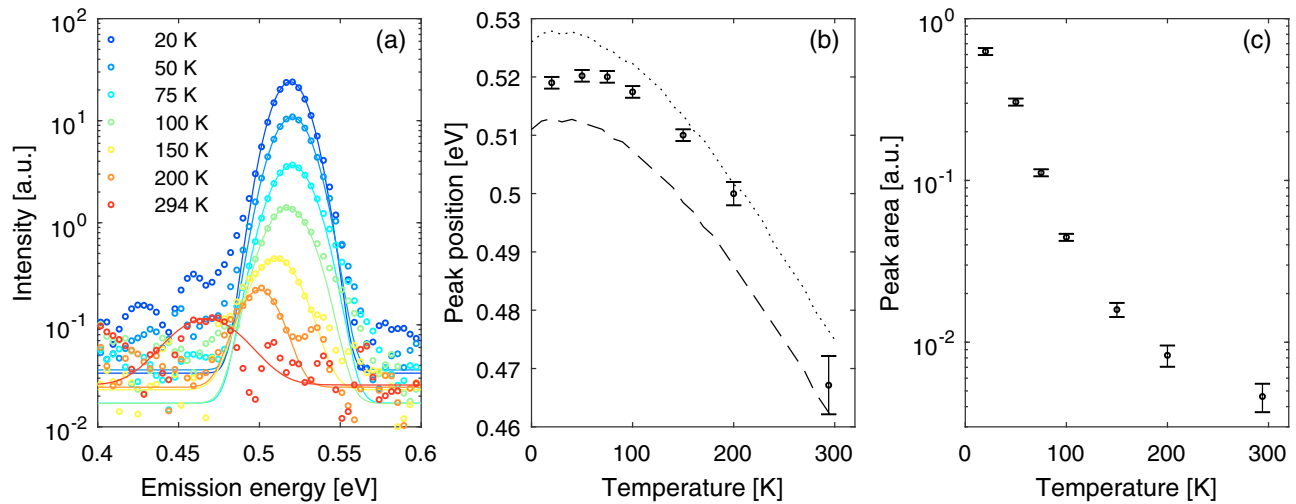 (a)
10^2
10^1
10^0
10^-1
10^-2
Intensity [a.u.]
20 K
50 K
75 K
100 K
150 K
200 K
294 K
0.4
0.45
0.5
0.55
0.6
Emission energy [eV]
(b)
0.53
0.52
0.51
0.5
0.49
0.48
0.47
0.46
Peak position [eV]
0
100
200
300
Temperature [K]
(c)
10^0
10^-1
10^-2
Peak area [a.u.]
0
100
200
300
Temperature [K]